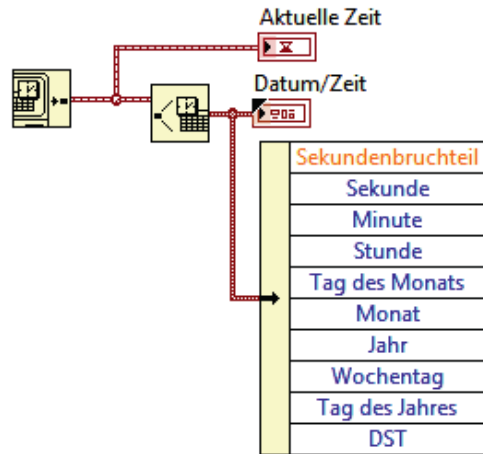 Aktuelle Zeit
Datum/Zeit
Sekundenbruchteil
Sekunde
Minute
Stunde
Tag des Monats
Monat
Jahr
Wochentag
Tag des Jahres
DST